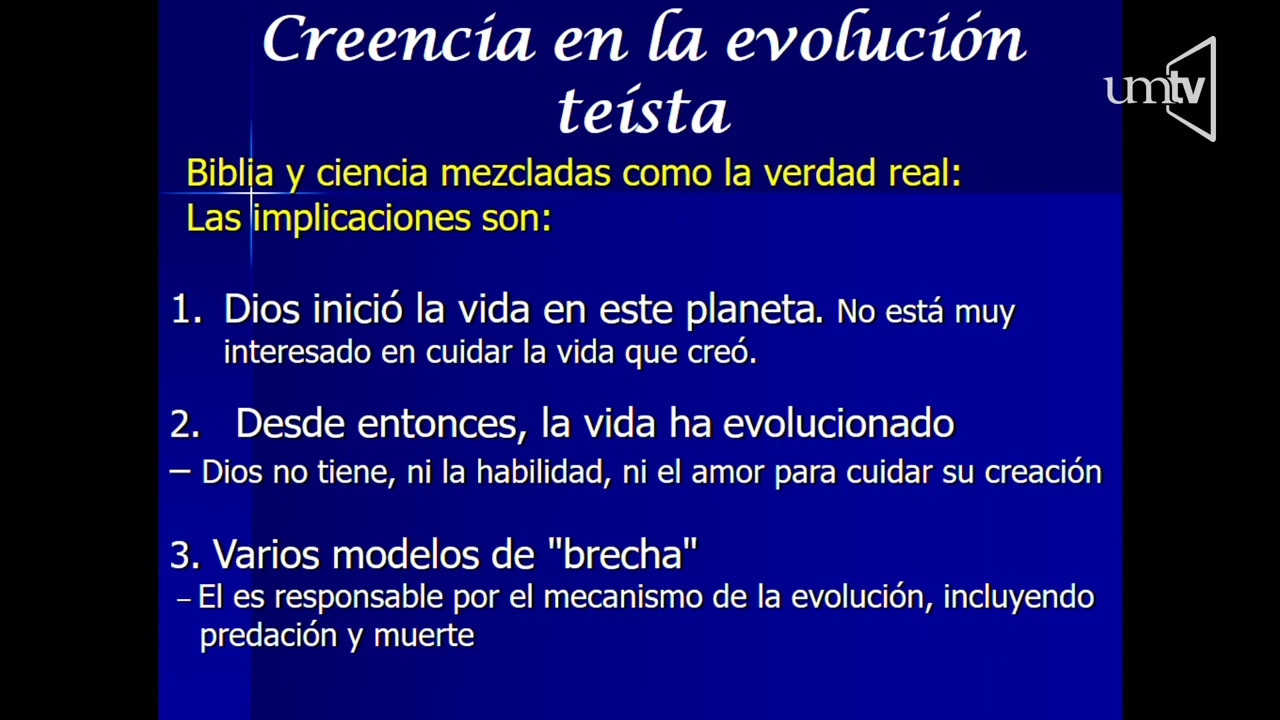 Creencia en la evolución
teísta
umtv
Biblia y ciencia mezcladas como la verdad real:
Las implicaciones son:
1. Dios inició la vida en este planeta. No está muy
interesado en cuidar la vida que creó.
2. Desde entonces, la vida ha evolucionado
– Dios no tiene, ni la habilidad, ni el amor para cuidar su creación
3. Varios modelos de "brecha"
– El es responsable por el mecanismo de la evolución, incluyendo
predación y muerte